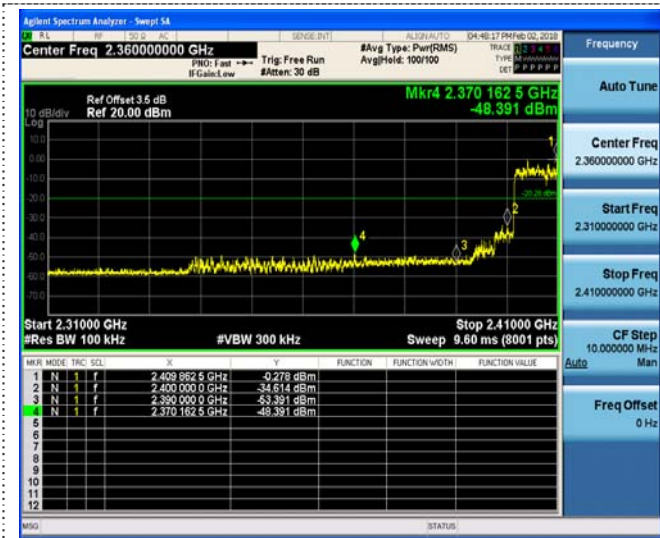 Agilent Spectrum Analyzer - Swept SA
RL RF 50 Ω AC SENSE:INT ALIGNAUTO 04:48:17 PM Feb 02, 2018
Center Freq 2.360000000 GHz
PNO: Fast
IFGain:Low
Trig: Free Run
#Atten: 30 dB
#Avg Type: Pwr(RMS)
Avg|Hold: 100/100
TRACE 1 2 3 4 5 6
TYPE
DET P P P P P P
Frequency
Mkr4 2.370 162 5 GHz
-48.391 dBm
Ref Offset 3.5 dB
Ref 20.00 dBm
10 dB/div
Log
10.0
0.00
-10.0
-20.0
-30.0
-40.0
-50.0
-60.0
-70.0
1
2
3
4
Auto Tune
Center Freq
2.360000000 GHz
Start Freq
2.310000000 GHz
Stop Freq
2.410000000 GHz
CF Step
10.000000 MHz
Auto Man
Freq Offset
0 Hz
Start 2.31000 GHz Stop 2.41000 GHz
#Res BW 100 kHz #VBW 300 kHz Sweep 9.60 ms (8001 pts)
MKR MODE TRC SCL X Y FUNCTION FUNCTION WIDTH FUNCTION VALUE
1 N 1 f 2.409 862 5 GHz -0.278 dBm
2 N 1 f 2.400 000 0 GHz -34.614 dBm
3 N 1 f 2.390 000 0 GHz -53.391 dBm
4 N 1 f 2.370 162 5 GHz -48.391 dBm
5
6
7
8
9
10
11
12
MSG STATUS